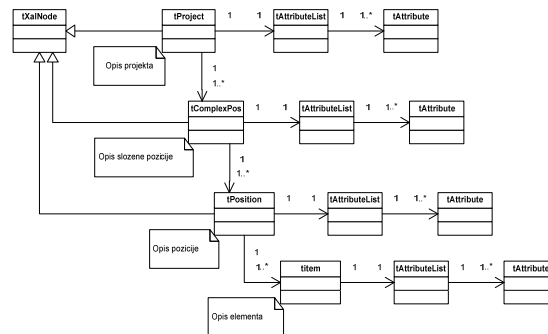 tXalNode
tProject
1
1
tAttributeList
1
1..*
tAttribute
Opis projekta
1
1..*
tComplexPos
1
1
tAttributeList
1
1..*
tAttribute
Opis slozene pozicije
1
1..*
tPosition
1
1
tAttributeList
1
1..*
tAttribute
Opis pozicije
1
1..*
titem
1
1
tAttributeList
1
1..*
tAttribute
Opis elementa